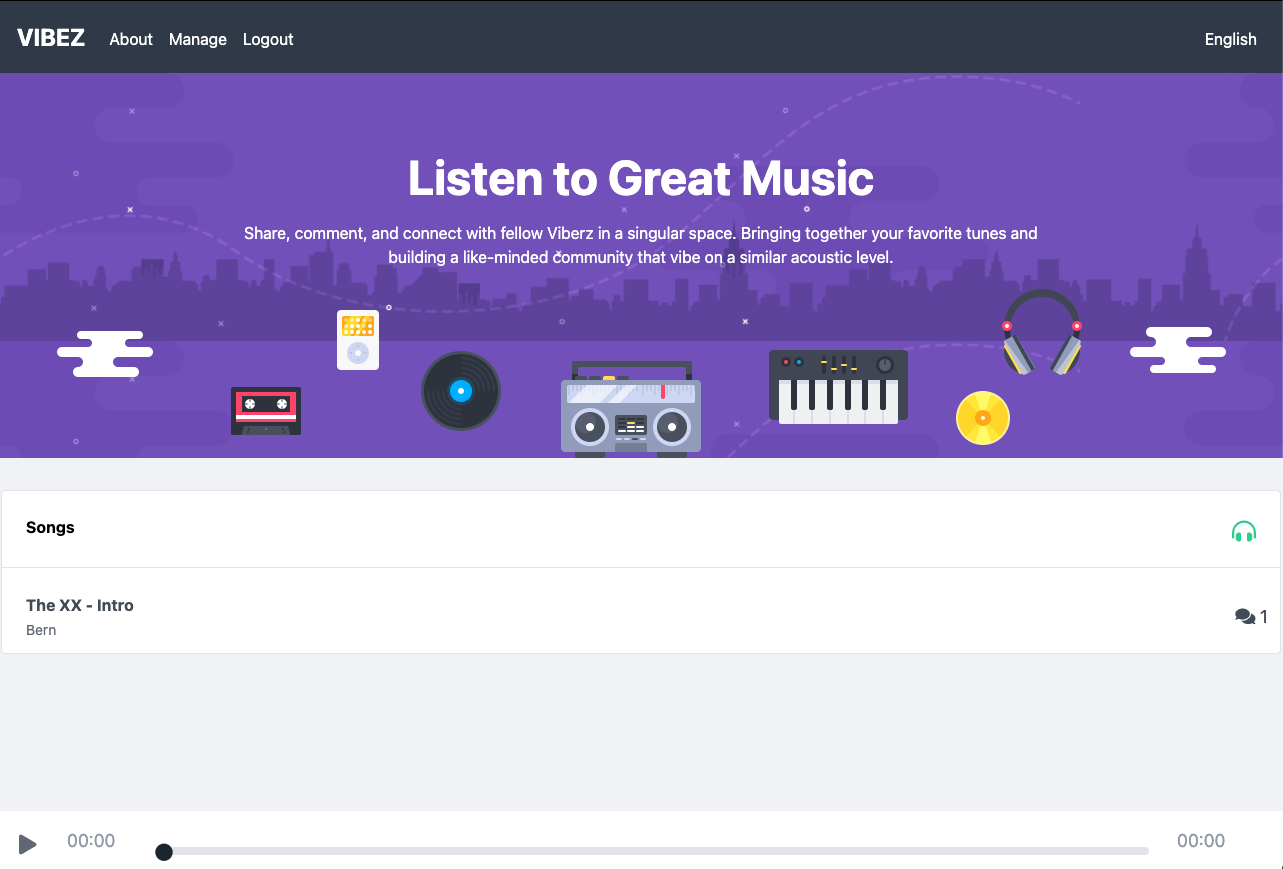 VIBEZ About Manage Logout English
Listen to Great Music
Share, comment, and connect with fellow Viberz in a singular space. Bringing together your favorite tunes and
building a like-minded community that vibe on a similar acoustic level.
Songs
The XX - Intro
Bern
1
00:00 00:00